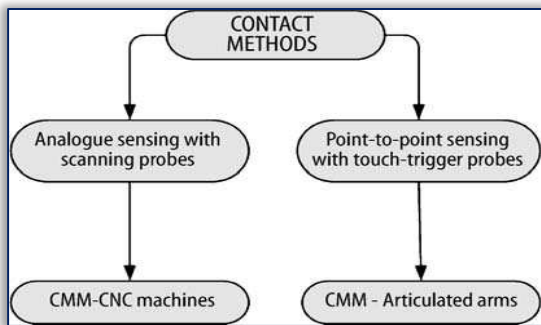 CONTACT
METHODS
Analogue sensing with
scanning probes
Point-to-point sensing
with touch-trigger probes
CMM-CNC machines
CMM - Articulated arms